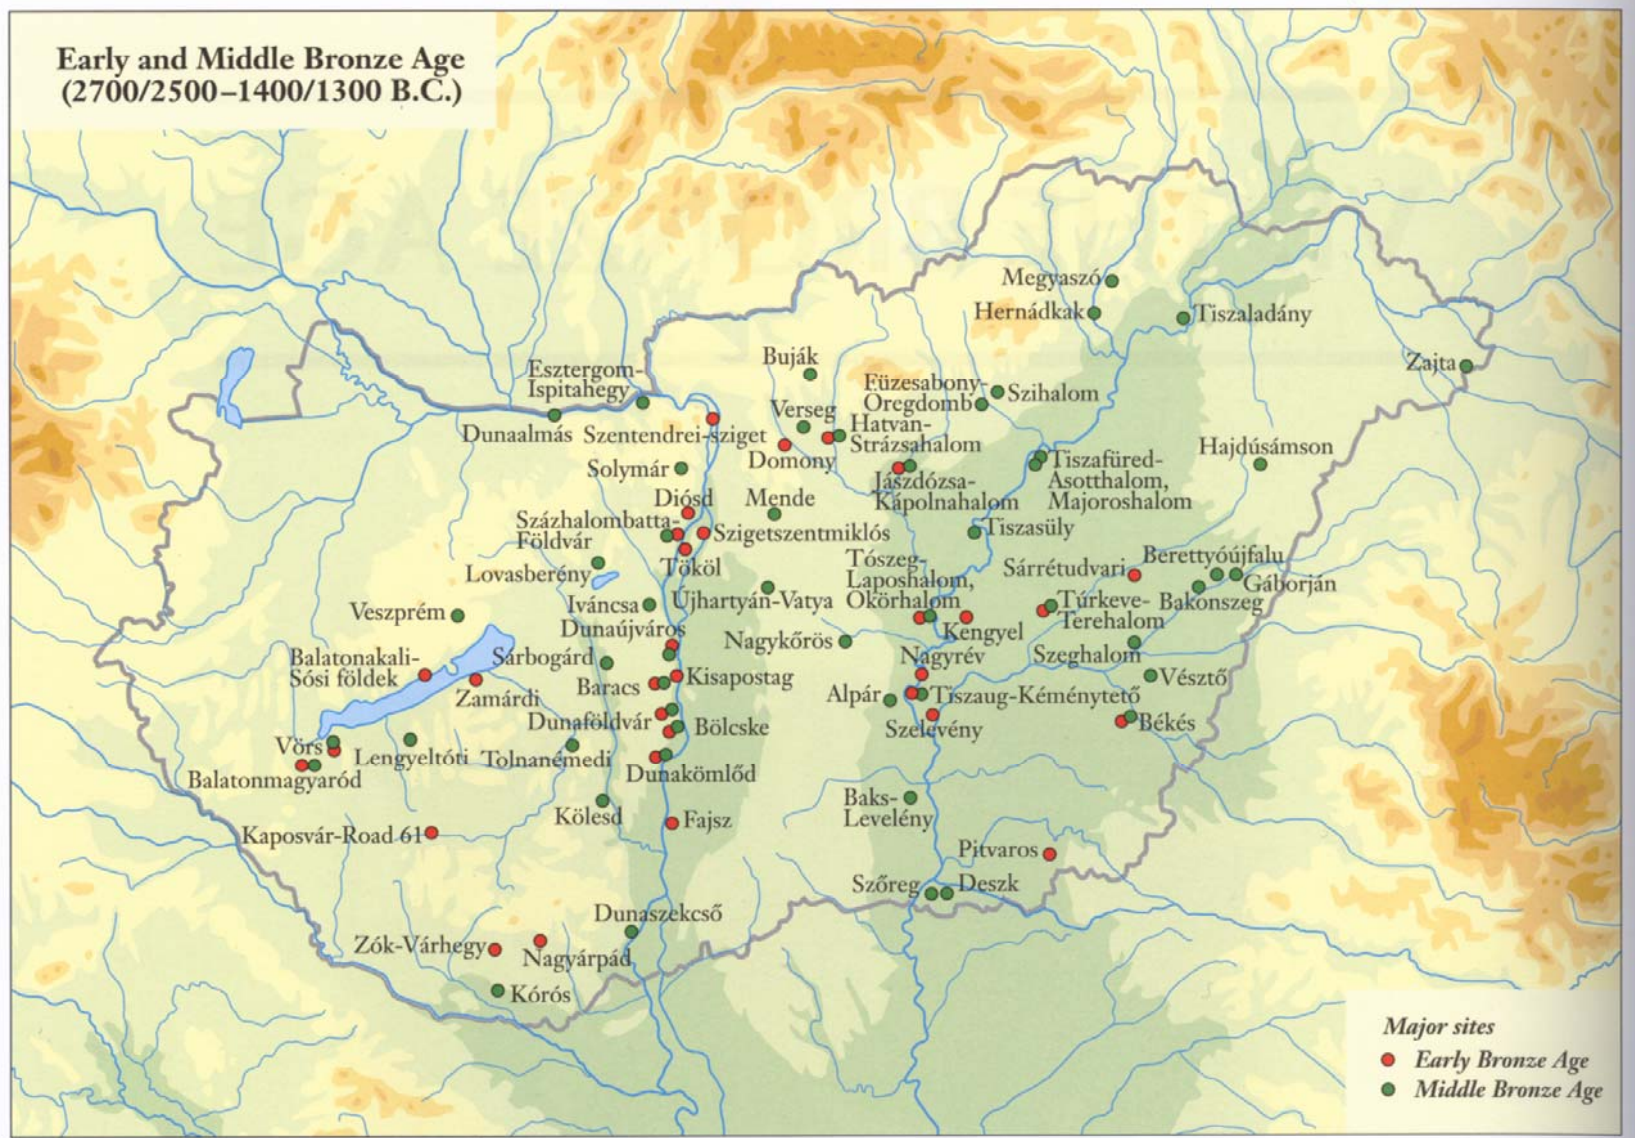 Early and Middle Bronze Age
(2700/2500–1400/1300 B.C.)
Megyaszó
Hernádkak
Tiszaladány
Zajta
Buják
Esztergom-
Ispitahegy
Füzesabony-
Öregdomb
Szihalom
Verseg
Hatvan-
Strázsahalom
Dunaalmás
Szentendrei-sziget
Domony
Hajdúsámson
Solymár
Tiszafüred-
Asotthalom,
Majoroshalom
Jászdózsa-
Kápolnahalom
Diósd
Mende
Százhalombatta-
Földvár
Szigetszentmiklós
Tiszasüly
Tököl
Lovasberény
Tószeg-
Laposhalom,
Ökörhalom
Sárrétudvari
Berettyóújfalu
Gáborján
Bakonszeg
Veszprém
Iváncsa
Újhartyán-Vatya
Túrkeve-
Terehalom
Kengyel
Dunaújváros
Nagykőrös
Nagyrév
Szeghalom
Balatonakali-
Sósi földek
Sárbogárd
Zamárdi
Baracs
Kisapostag
Vésztő
Alpár
Tiszaug-Kéménytető
Dunaföldvár
Bölcske
Szelevény
Békés
Vörs
Lengyeltóti
Tolnanémedi
Balatonmagyaród
Dunakömlőd
Kölesd
Fajsz
Baks-
Levelény
Kaposvár-Road 61
Pitvaros
Szőreg
Deszk
Dunaszekcső
Zók-Várhegy
Nagyárpád
Kórós
Major sites
Early Bronze Age
Middle Bronze Age